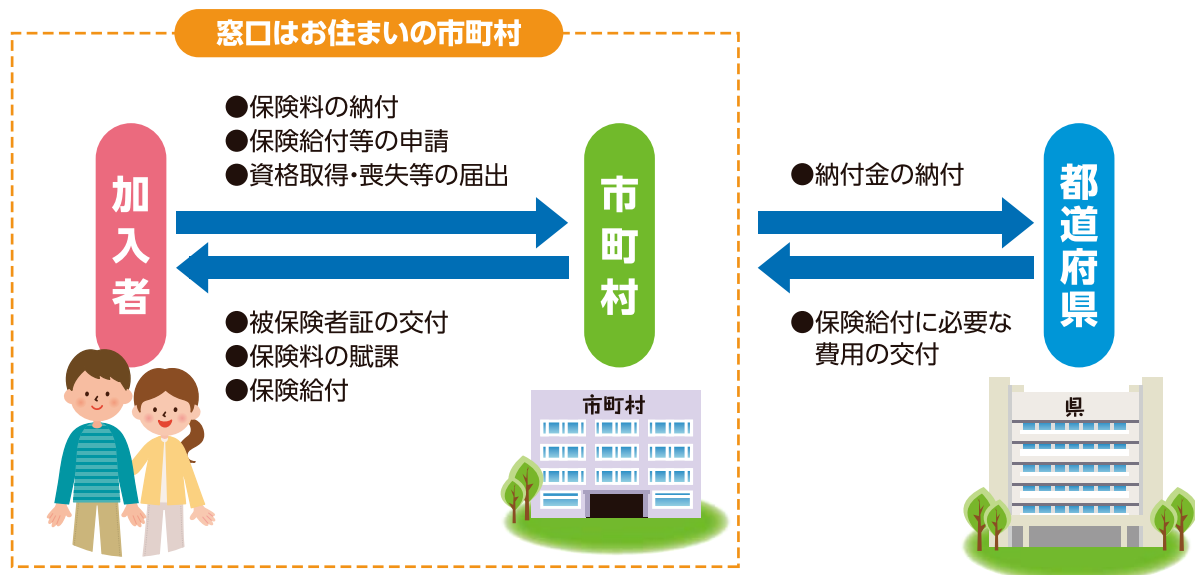 窓口はお住まいの市町村
加入者
●保険料の納付
●保険給付等の申請
●資格取得・喪失等の届出
●被保険者証の交付
●保険料の賦課
●保険給付
市町村
市町村
●納付金の納付
●保険給付に必要な
費用の交付
都道府県
県